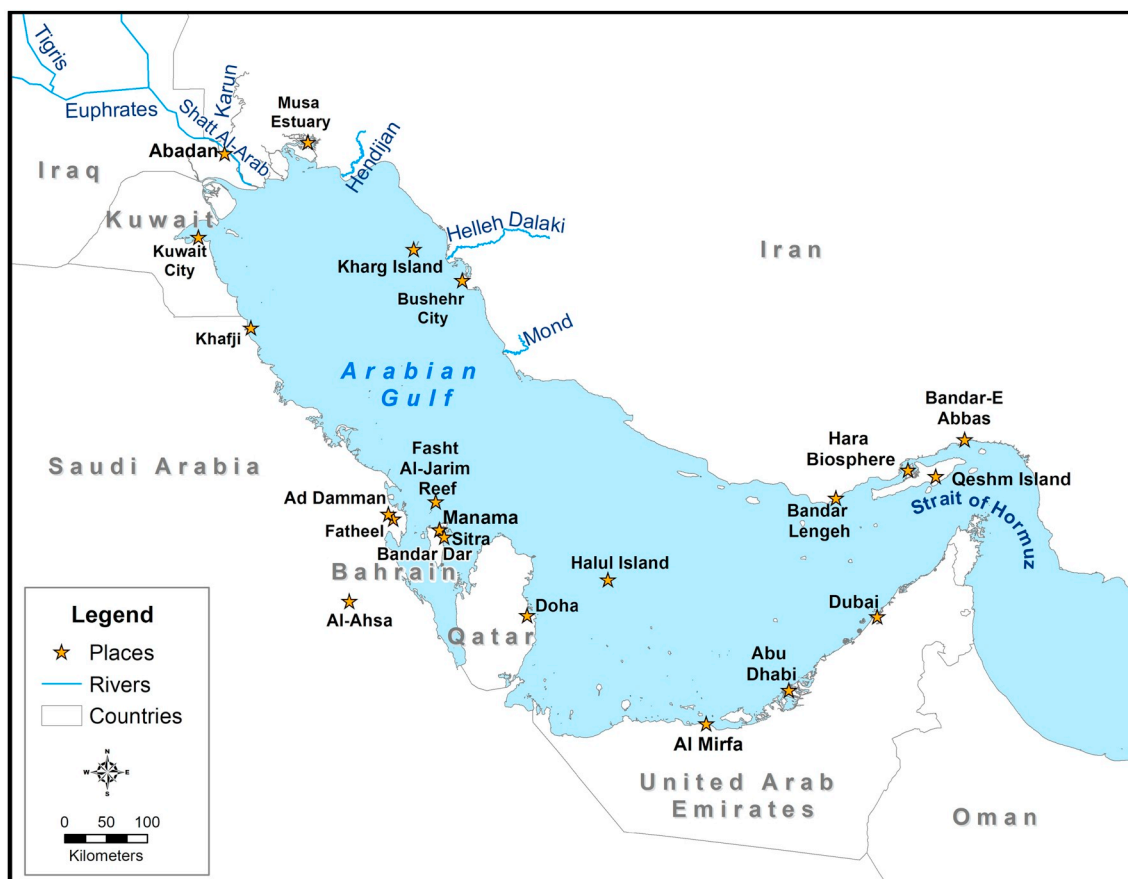 Tigris
Euphrates
Karun
Shatt Al-Arab
Musa
Estuary
Abadan
Hendijan
Iraq
Kuwait
Kuwait
City
Helleh Dalaki
Kharg Island
Iran
Bushehr
City
Khafji
Mond
Arabian
Gulf
Bandar-E
Abbas
Saudi Arabia
Fasht
Al-Jarim
Reef
Hara
Biosphere
Qeshm Island
Ad Damman
Manama
Bandar
Lengeh
Strait of Hormuz
Fatheel
Sitra
Bandar Dar
Bahrain
Halul Island
Al-Ahsa
Doha
Dubai
Qatar
Abu
Dhabi
Al Mirfa
United Arab
Emirates
Oman
Legend
Places
Rivers
Countries
N
W E
S
0 50 100
Kilometers